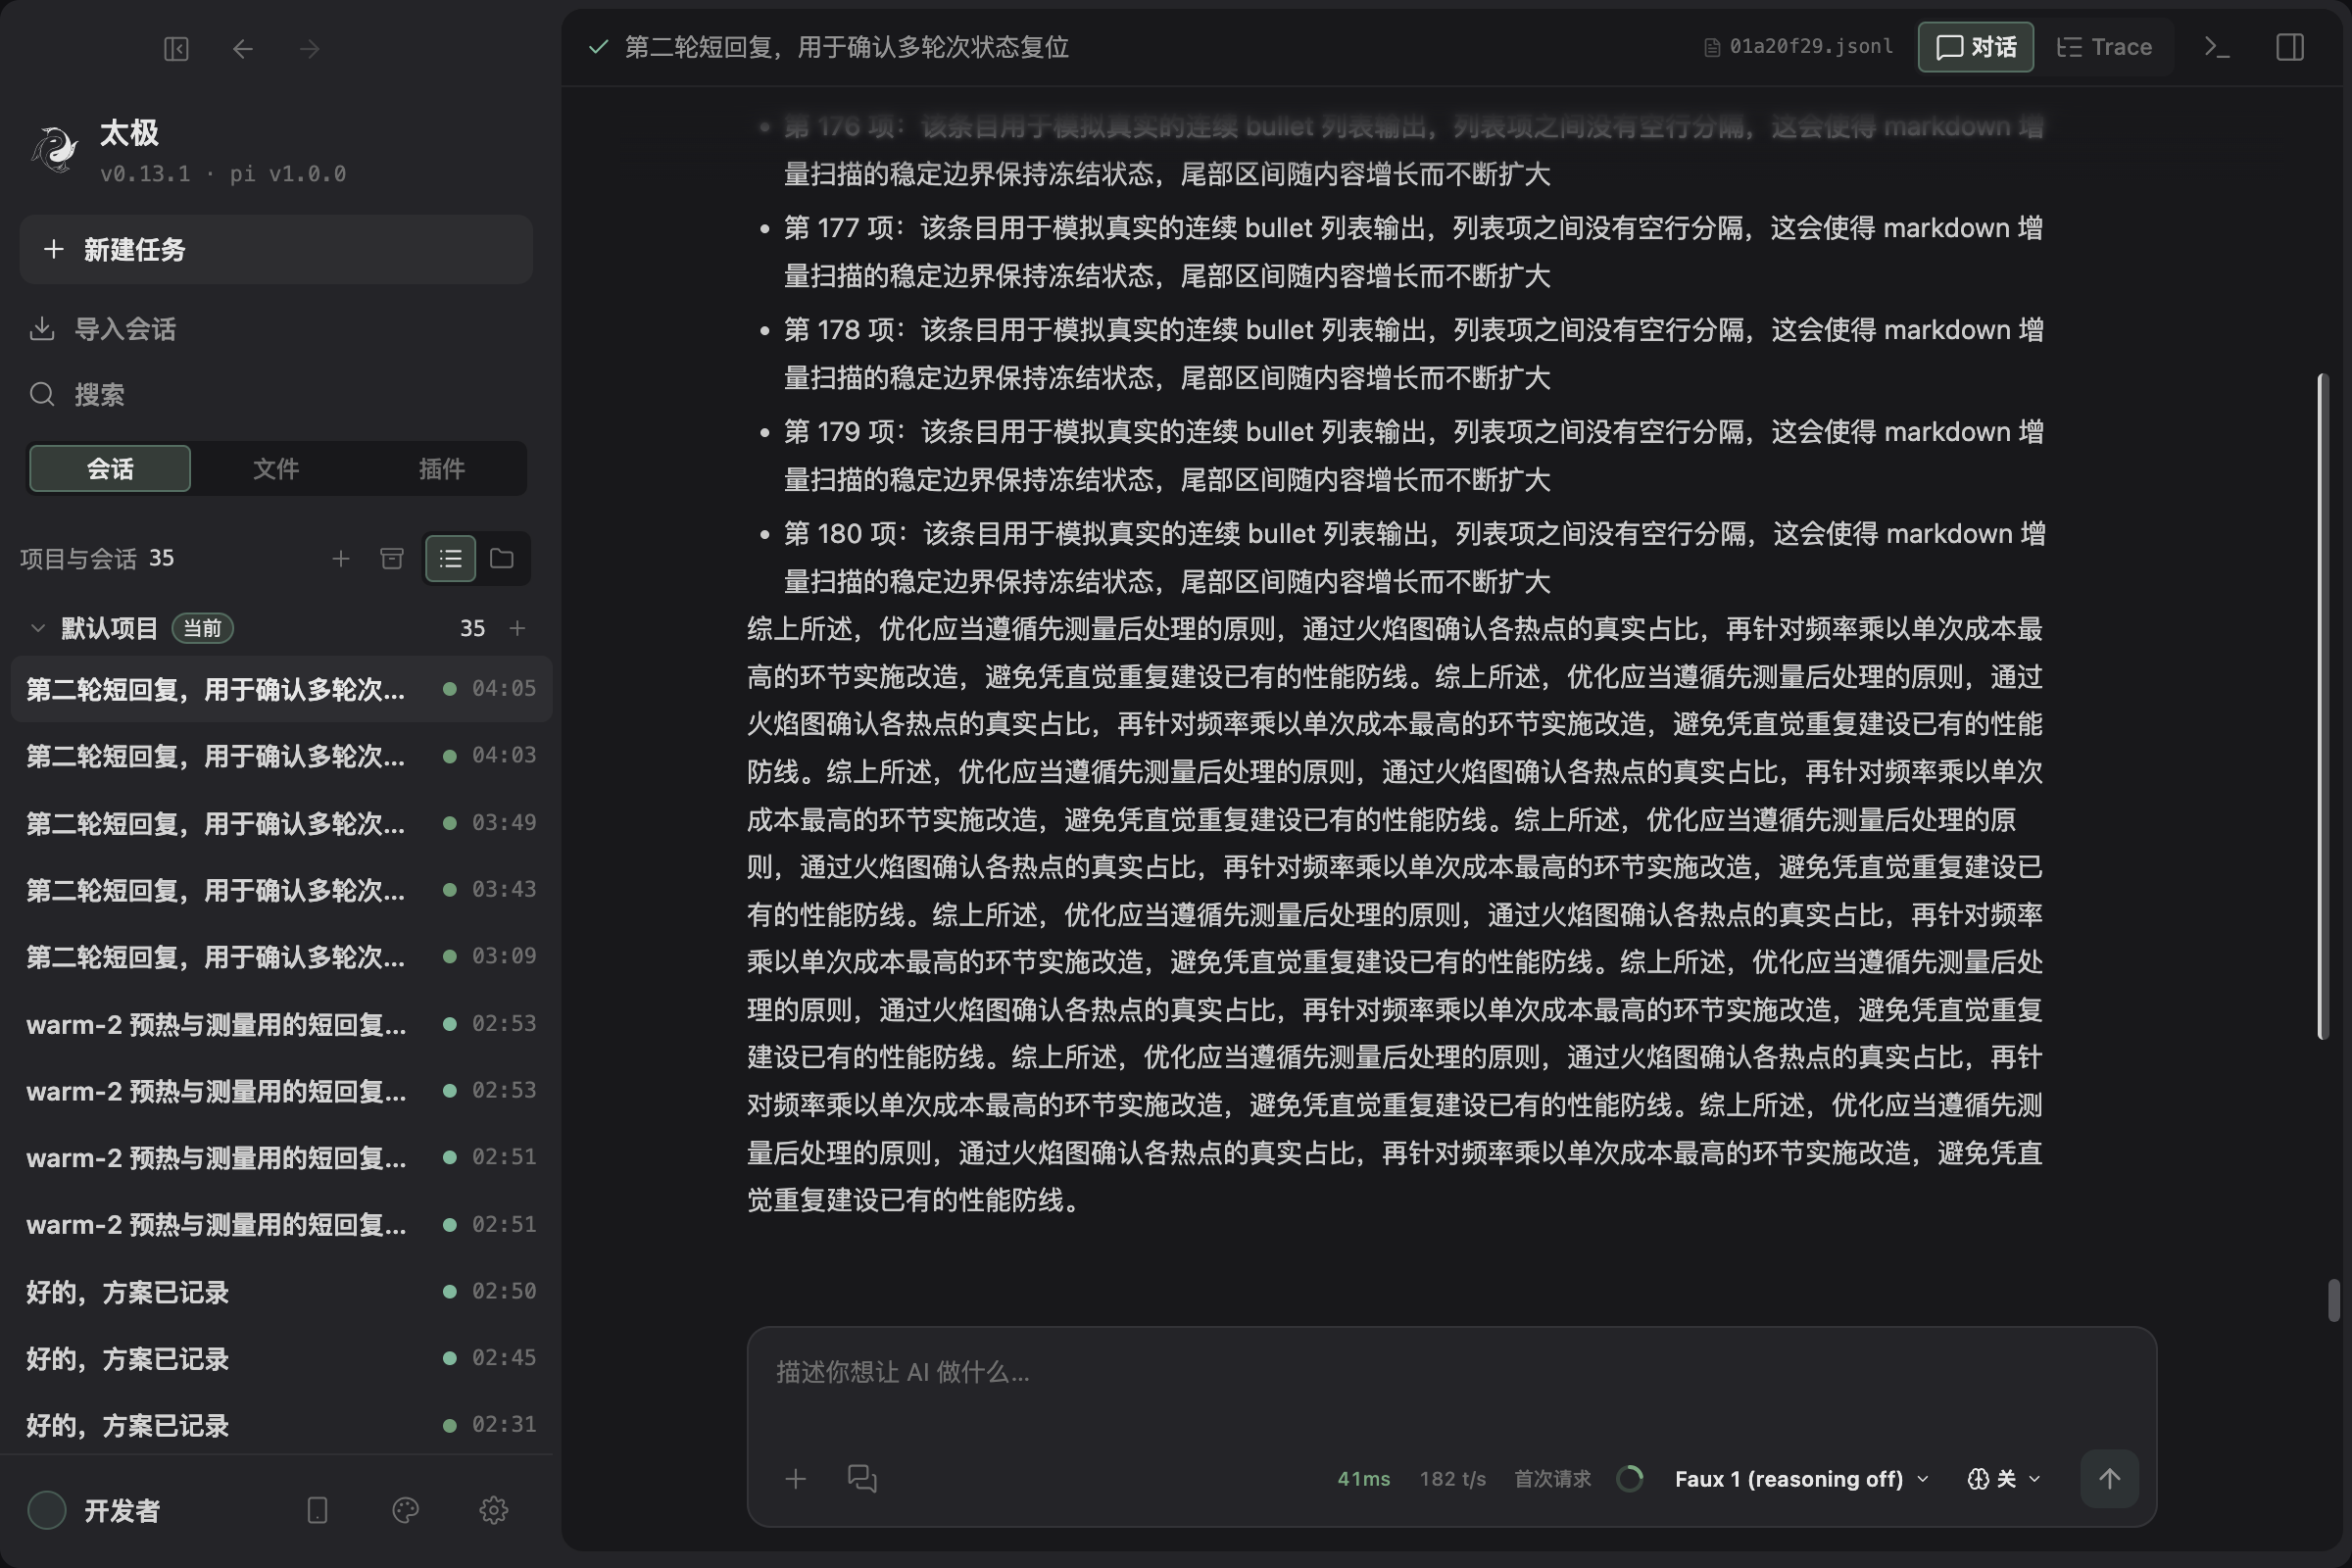 太极
v0.13.1 · pi v1.0.0
新建任务
导入会话
搜索
会话
文件
插件
项目与会话 35
默认项目 当前 35
第二轮短回复，用于确认多轮次... 04:05
第二轮短回复，用于确认多轮次... 04:03
第二轮短回复，用于确认多轮次... 03:49
第二轮短回复，用于确认多轮次... 03:43
第二轮短回复，用于确认多轮次... 03:09
warm-2 预热与测量用的短回复... 02:53
warm-2 预热与测量用的短回复... 02:53
warm-2 预热与测量用的短回复... 02:51
warm-2 预热与测量用的短回复... 02:51
好的，方案已记录 02:50
好的，方案已记录 02:45
好的，方案已记录 02:31
开发者
第二轮短回复，用于确认多轮次状态复位
01a20f29.jsonl
对话
Trace
• 第 176 项：该条目用于模拟真实的连续 bullet 列表输出，列表项之间没有空行分隔，这会使得 markdown 增
量扫描的稳定边界保持冻结状态，尾部区间随内容增长而不断扩大
• 第 177 项：该条目用于模拟真实的连续 bullet 列表输出，列表项之间没有空行分隔，这会使得 markdown 增
量扫描的稳定边界保持冻结状态，尾部区间随内容增长而不断扩大
• 第 178 项：该条目用于模拟真实的连续 bullet 列表输出，列表项之间没有空行分隔，这会使得 markdown 增
量扫描的稳定边界保持冻结状态，尾部区间随内容增长而不断扩大
• 第 179 项：该条目用于模拟真实的连续 bullet 列表输出，列表项之间没有空行分隔，这会使得 markdown 增
量扫描的稳定边界保持冻结状态，尾部区间随内容增长而不断扩大
• 第 180 项：该条目用于模拟真实的连续 bullet 列表输出，列表项之间没有空行分隔，这会使得 markdown 增
量扫描的稳定边界保持冻结状态，尾部区间随内容增长而不断扩大
综上所述，优化应当遵循先测量后处理的原则，通过火焰图确认各热点的真实占比，再针对频率乘以单次成本最
高的环节实施改造，避免凭直觉重复建设已有的性能防线。综上所述，优化应当遵循先测量后处理的原则，通过
火焰图确认各热点的真实占比，再针对频率乘以单次成本最高的环节实施改造，避免凭直觉重复建设已有的性能
防线。综上所述，优化应当遵循先测量后处理的原则，通过火焰图确认各热点的真实占比，再针对频率乘以单次
成本最高的环节实施改造，避免凭直觉重复建设已有的性能防线。综上所述，优化应当遵循先测量后处理的原
则，通过火焰图确认各热点的真实占比，再针对频率乘以单次成本最高的环节实施改造，避免凭直觉重复建设已
有的性能防线。综上所述，优化应当遵循先测量后处理的原则，通过火焰图确认各热点的真实占比，再针对频率
乘以单次成本最高的环节实施改造，避免凭直觉重复建设已有的性能防线。综上所述，优化应当遵循先测量后处
理的原则，通过火焰图确认各热点的真实占比，再针对频率乘以单次成本最高的环节实施改造，避免凭直觉重复
建设已有的性能防线。综上所述，优化应当遵循先测量后处理的原则，通过火焰图确认各热点的真实占比，再针
对频率乘以单次成本最高的环节实施改造，避免凭直觉重复建设已有的性能防线。综上所述，优化应当遵循先测
量后处理的原则，通过火焰图确认各热点的真实占比，再针对频率乘以单次成本最高的环节实施改造，避免凭直
觉重复建设已有的性能防线。
描述你想让 AI 做什么...
41ms 182 t/s 首次请求 Faux 1 (reasoning off) 关